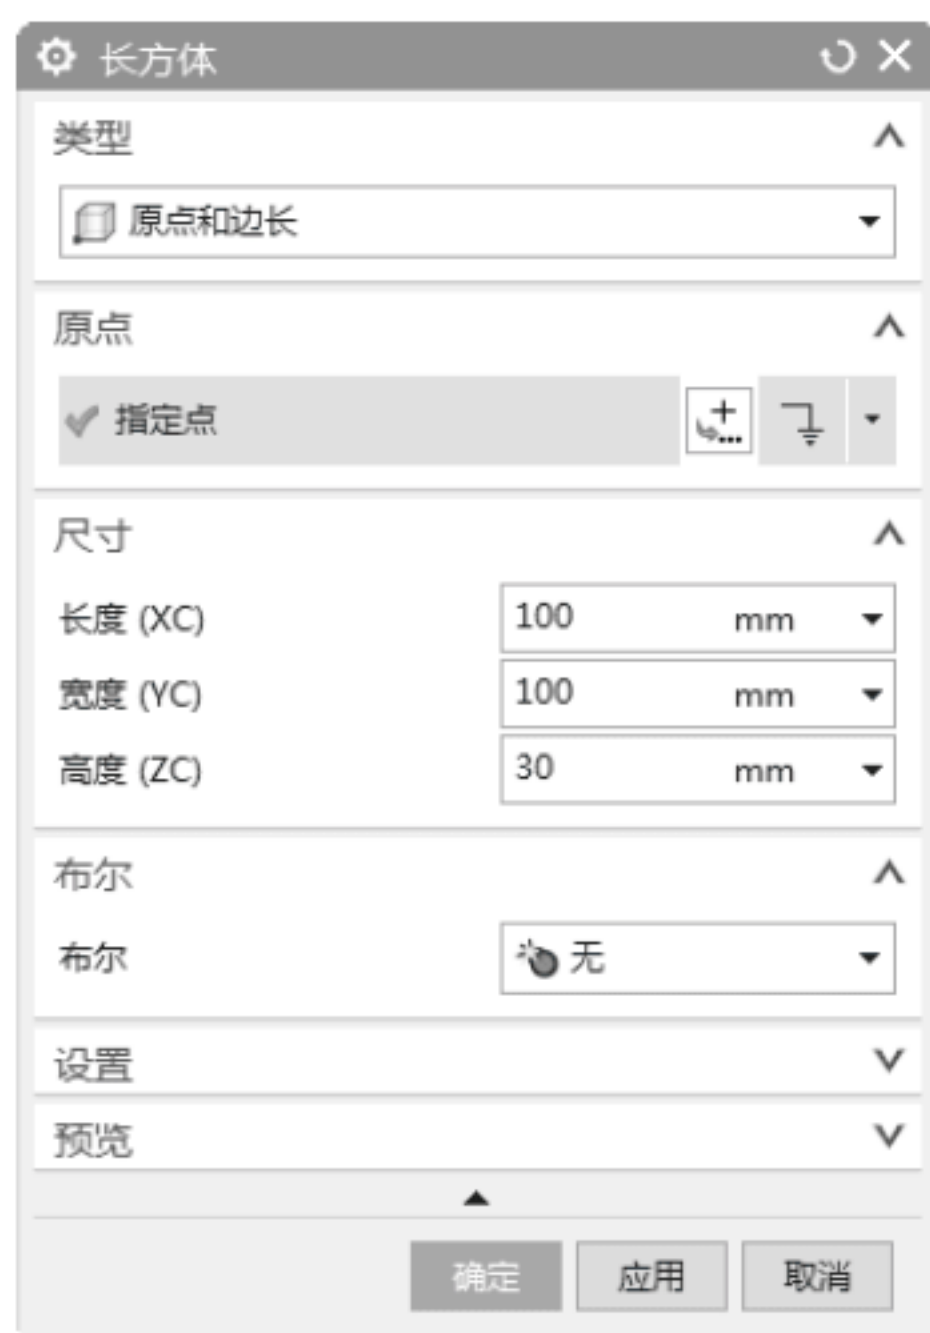 长方体
类型
原点和边长
原点
指定点
尺寸
长度 (XC) 100 mm
宽度 (YC) 100 mm
高度 (ZC) 30 mm
布尔
布尔 无
设置
预览
确定 应用 取消